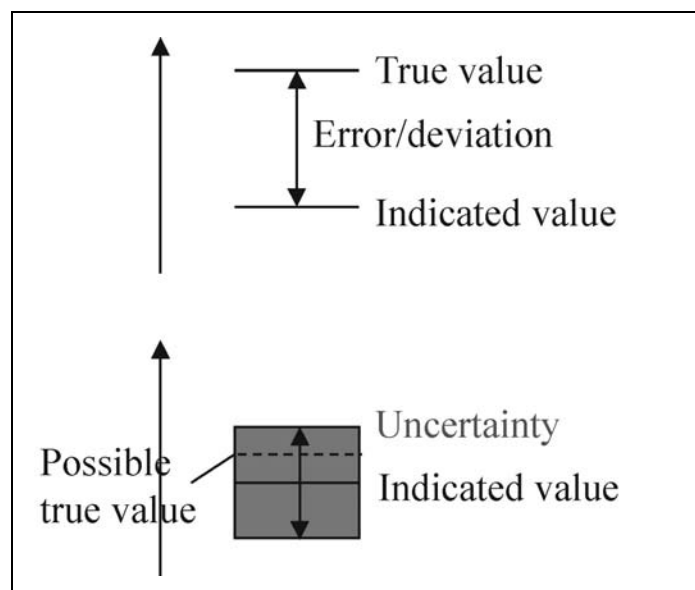 True value
Error/deviation
Indicated value
Uncertainty
Possible
true value
Indicated value